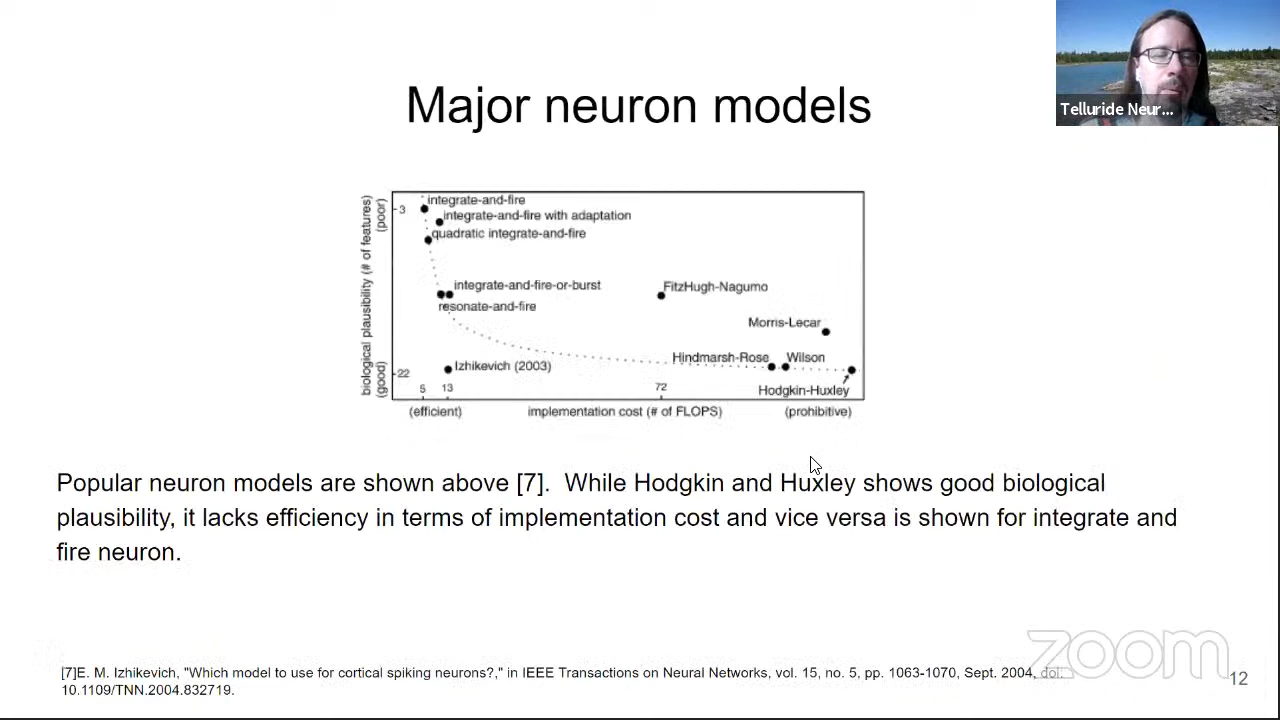 Telluride Neur...
Major neuron models
biological plausibility (# of features)
(poor)
(good)
3
22
integrate-and-fire
integrate-and-fire with adaptation
quadratic integrate-and-fire
integrate-and-fire-or-burst
resonate-and-fire
FitzHugh-Nagumo
Morris-Lecar
Hindmarsh-Rose
Wilson
Izhikevich (2003)
Hodgkin-Huxley
5 13 72
(efficient) implementation cost (# of FLOPS) (prohibitive)
Popular neuron models are shown above [7]. While Hodgkin and Huxley shows good biological
plausibility, it lacks efficiency in terms of implementation cost and vice versa is shown for integrate and
fire neuron.
zoom
[7]E. M. Izhikevich, "Which model to use for cortical spiking neurons?," in IEEE Transactions on Neural Networks, vol. 15, no. 5, pp. 1063-1070, Sept. 2004, doi:
10.1109/TNN.2004.832719.
12